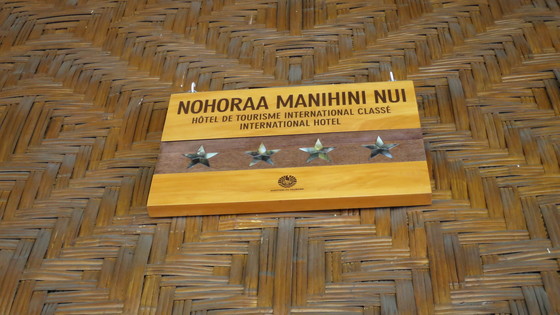 NOHORAA MANIHINI NUI
HÔTEL DE TOURISME INTERNATIONAL CLASSÉ
INTERNATIONAL HOTEL